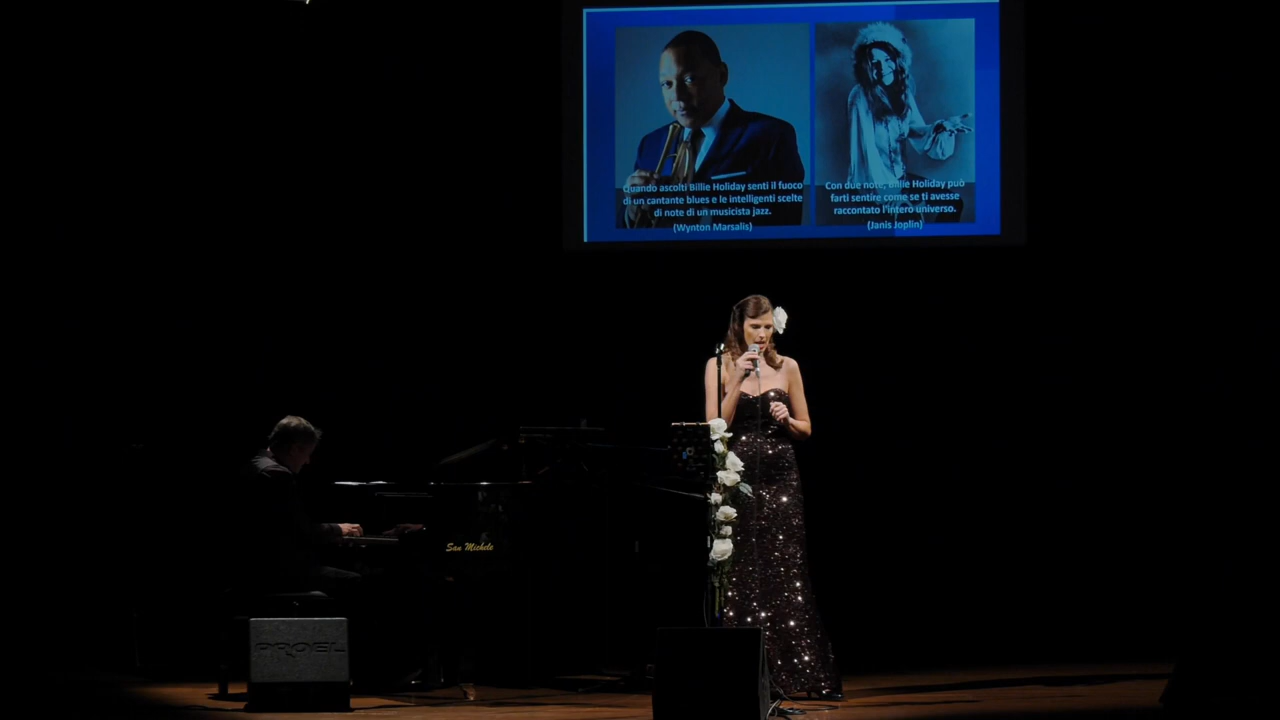 Quando ascolti Billie Holiday senti il fuoco
di un cantante blues e le intelligenti scelte
di note di un musicista jazz.
(Wynton Marsalis)
Con due note, Billie Holiday può
farti sentire come se ti avesse
raccontato l'intero universo.
(Janis Joplin)
San Michele
PROEL